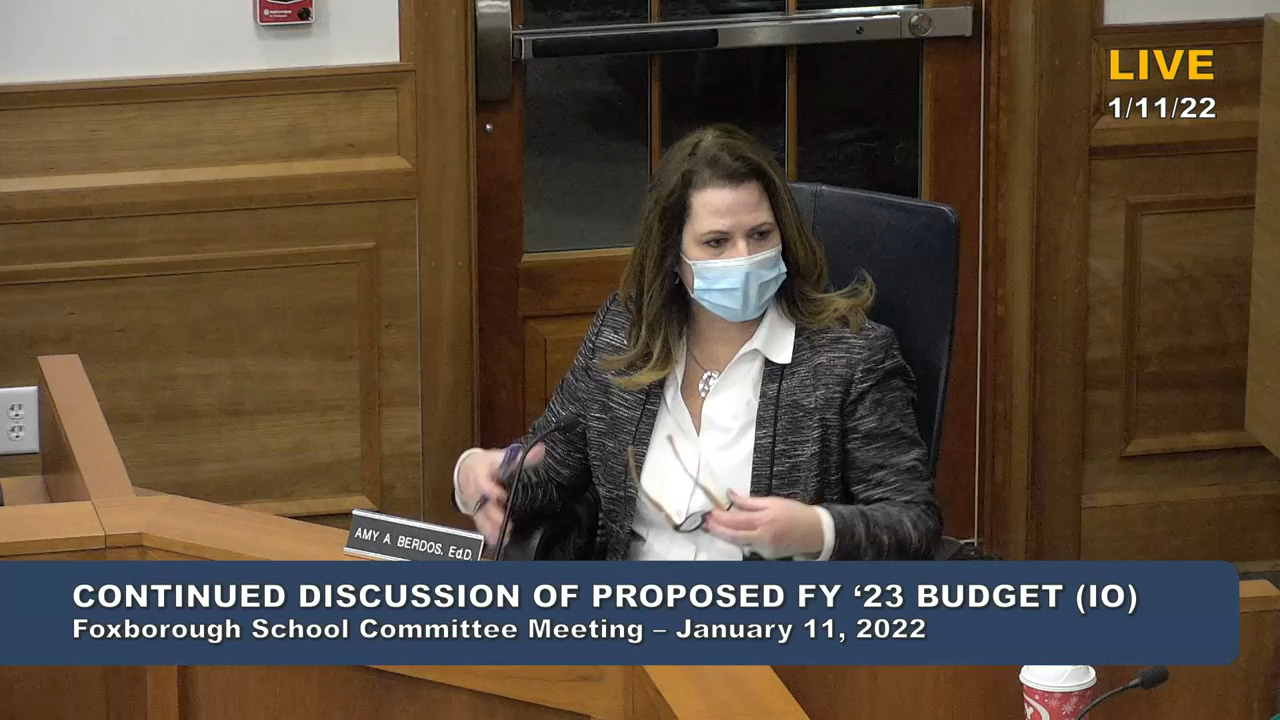 LIVE
1/11/22
AMY A BERDOS, Ed.D.
CONTINUED DISCUSSION OF PROPOSED FY ‘23 BUDGET (IO)
Foxborough School Committee Meeting – January 11, 2022